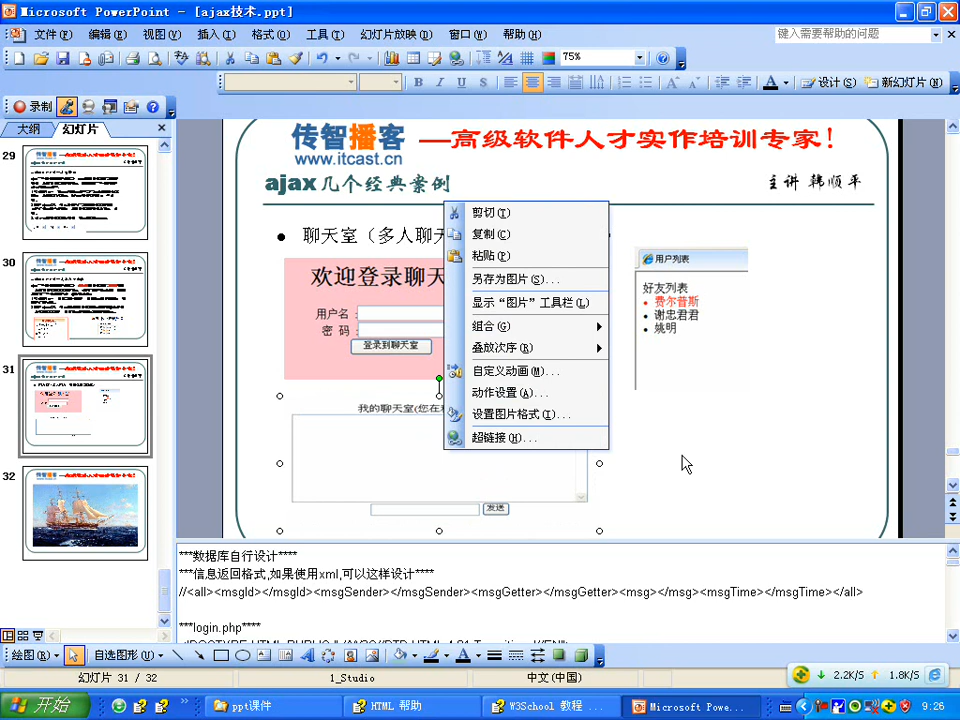 Microsoft PowerPoint - [ajax技术.ppt]
文件(F) 编辑(E) 视图(V) 插入(I) 格式(O) 工具(T) 幻灯片放映(D) 窗口(W) 帮助(H)
键入需要帮助的问题
75%
B I U S
A
设计(S) 新幻灯片(N)
录制
大纲 幻灯片
29
30
31
32
传智播客
www.itcast.cn
—高级软件人才实作培训专家!
ajax几个经典案例
主讲 韩顺平
聊天室（多人聊天
欢迎登录聊天
用户名:
密 码:
登录到聊天室
剪切(T)
复制(C)
粘贴(P)
另存为图片(S)...
显示“图片”工具栏(L)
组合(G)
叠放次序(R)
自定义动画(M)...
动作设置(A)...
设置图片格式(I)...
超链接(H)...
用户列表
好友列表
费尔普斯
谢忠君君
姚明
我的聊天室(您在和
发送
***数据库自行设计****
***信息返回格式,如果使用xml,可以这样设计****
//<all><msgId></msgId><msgSender></msgSender><msgGetter></msgGetter><msg></msg><msgTime></msgTime></all>
***login.php****
绘图(R) 自选图形(U)
幻灯片 31 / 32
1_Studio
中文(中国)
2.2K/S 1.8K/S
开始
ppt课件
HTML 帮助
W3School 教程 ...
Microsoft Powe...
9:26